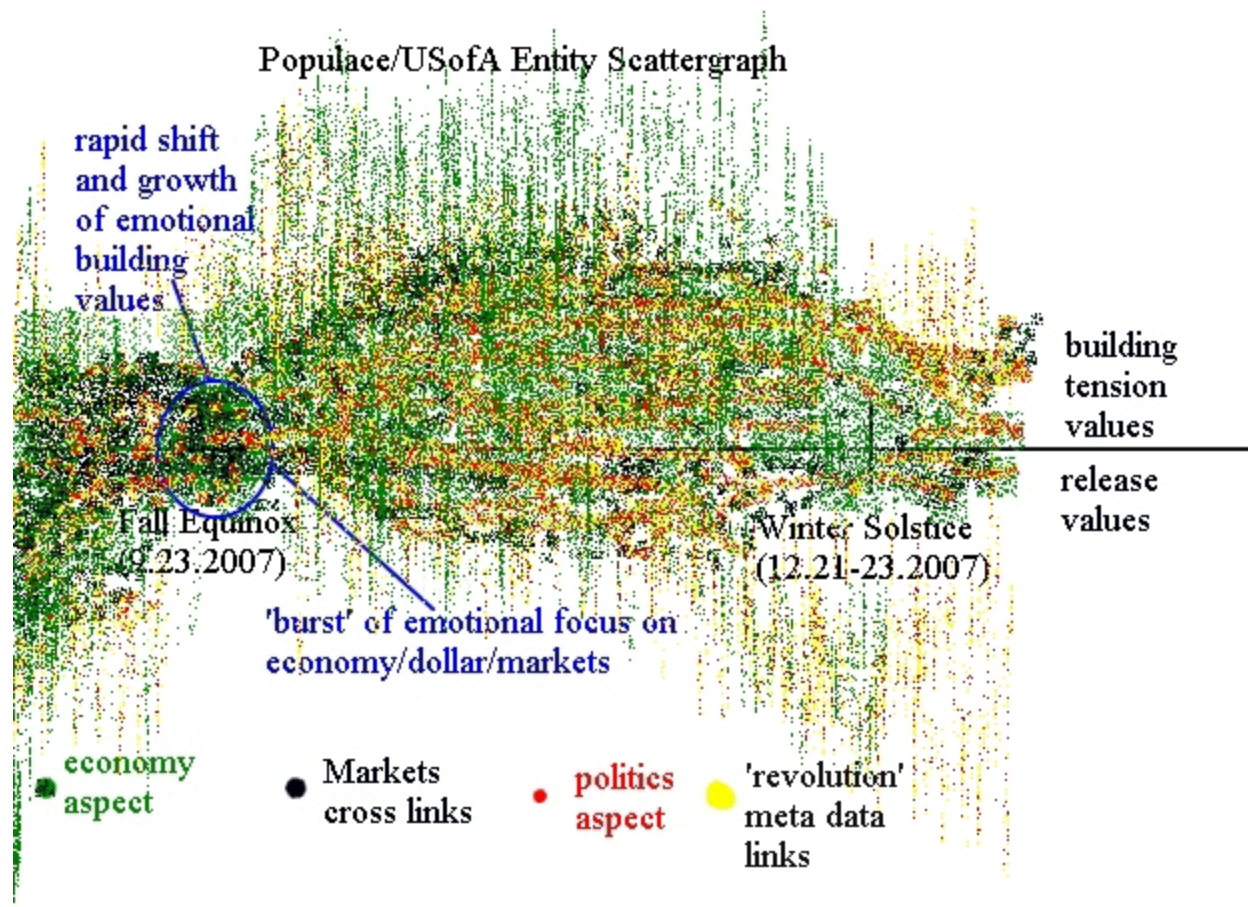 Populace/USofA Entity Scattergraph
rapid shift
and growth
of emotional
building
values
building
tension
values
release
values
Fall Equinox
(9.23.2007)
Winter Solstice
(12.21-23.2007)
'burst' of emotional focus on
economy/dollar/markets
economy
aspect
Markets
cross links
politics
aspect
'revolution'
meta data
links